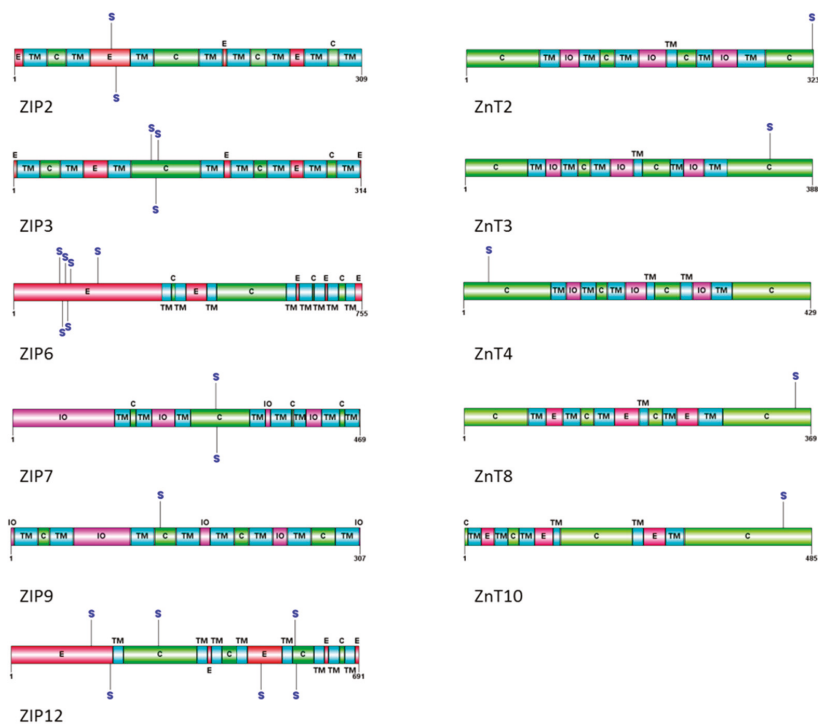 S
E C
E TM C TM E TM C TM TM C TM E TM TM
1 309
S
ZIP2
S S
E E C E
TM C TM E TM C TM TM C TM E TM TM
1 314
S
ZIP3
S S S S
C E C E C E
E E C
TM TM TM TM TM TM TM
1 755
S S
ZIP6
S
C IO C C
IO TM TM IO TM C TM TM TM IO TM TM
1 469
S
ZIP7
S
IO IO IO
TM C TM IO TM C TM TM C TM IO TM C TM
1 307
ZIP9
S S S
TM TM TM TM E C E
E C C E C
E TM TM TM
1 691
S S S
ZIP12
S
TM
C TM IO TM C TM IO C TM IO TM C
1 323
ZnT2
S
TM
C TM IO TM C TM IO C TM IO TM C
1 388
ZnT3
S
TM TM
C TM IO TM C TM IO C IO TM C
1 429
ZnT4
S
TM
C TM E TM C TM E C TM E TM C
1 369
ZnT8
S
C TM TM
TM E TM C TM E C E TM C
1 485
ZnT10